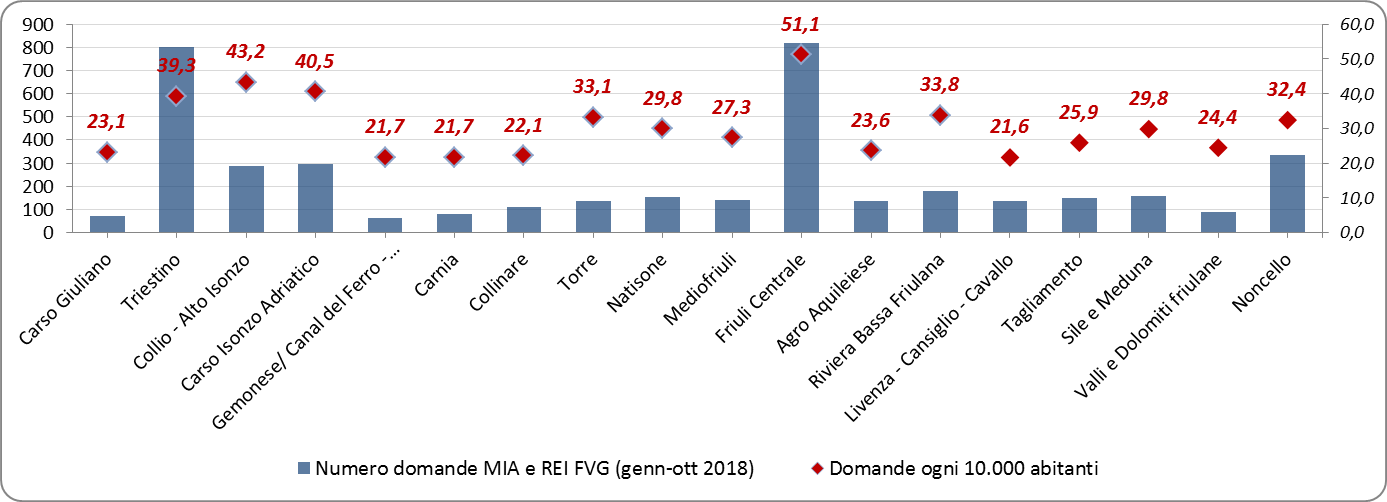 900
800
700
600
500
400
300
200
100
0
60,0
50,0
40,0
30,0
20,0
10,0
0,0
23,1
39,3
43,2
40,5
21,7
21,7
22,1
33,1
29,8
27,3
51,1
23,6
33,8
21,6
25,9
29,8
24,4
32,4
Carso Giuliano
Triestino
Collio - Alto Isonzo
Carso Isonzo Adriatico
Gemonese/ Canal del Ferro -...
Carnia
Collinare
Torre
Natisone
Mediofriuli
Friuli Centrale
Agro Aquileiese
Riviera Bassa Friulana
Livenza - Cansiglio - Cavallo
Tagliamento
Sile e Meduna
Valli e Dolomiti friulane
Noncello
Numero domande MIA e REI FVG (genn-ott 2018)
Domande ogni 10.000 abitanti